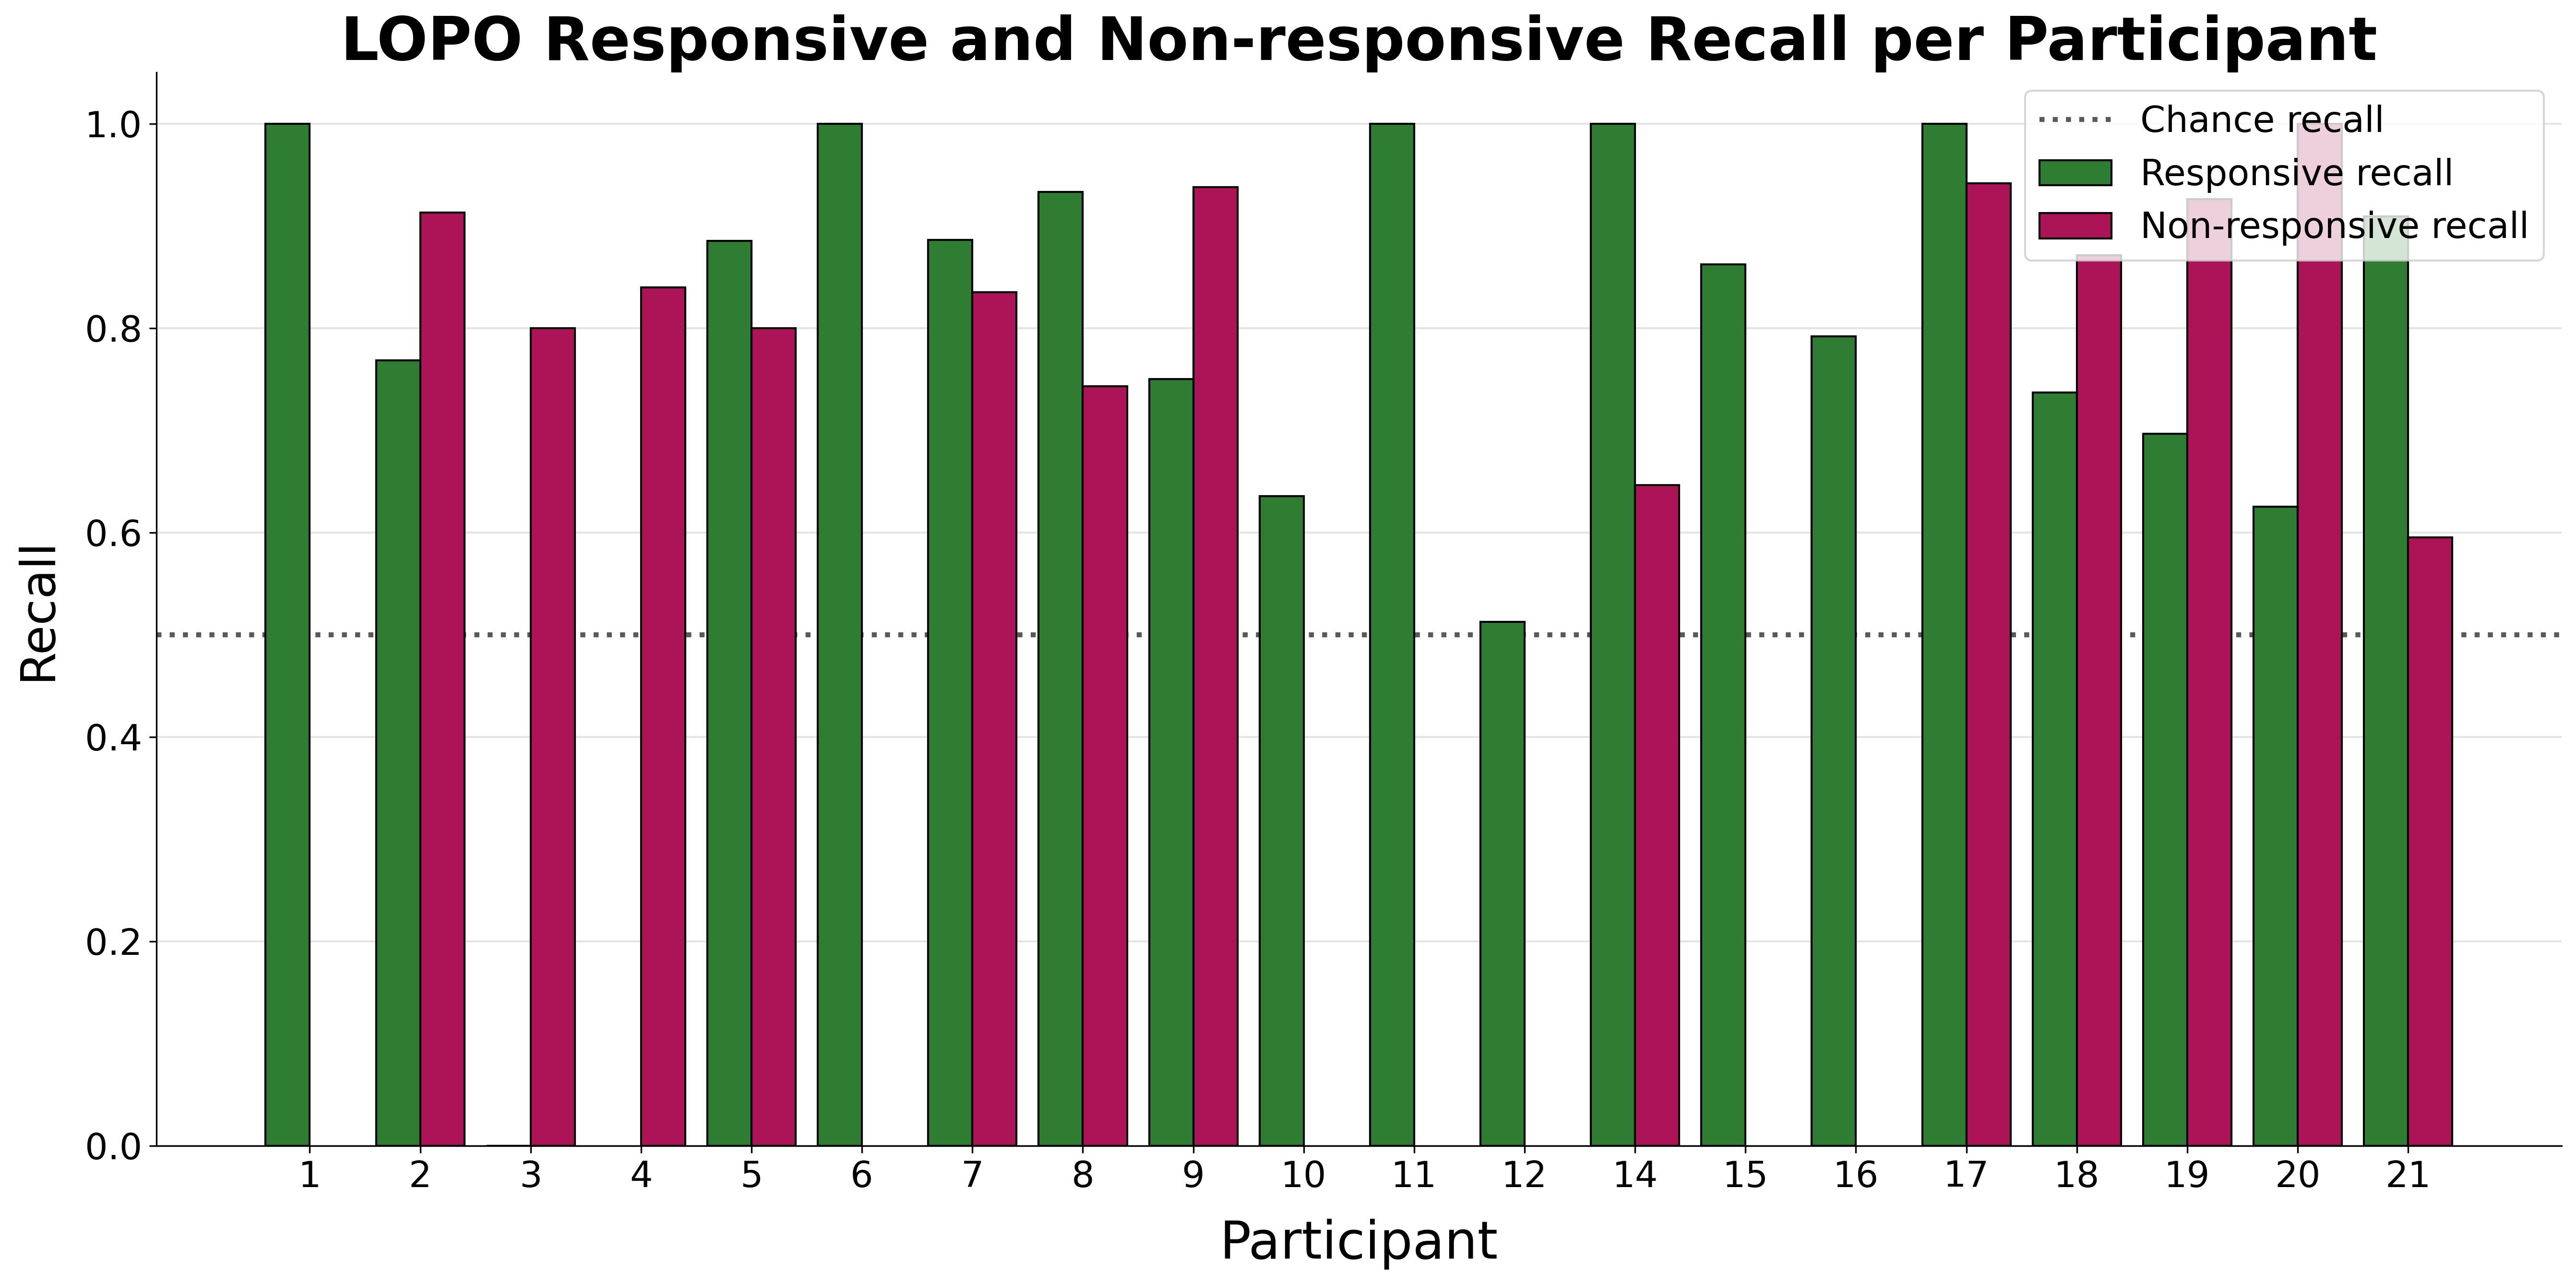 LOPO Responsive and Non-responsive Recall per Participant
Chance recall
Responsive recall
Non-responsive recall
Recall
1.0
0.8
0.6
0.4
0.2
0.0
1 2 3 4 5 6 7 8 9 10 11 12 14 15 16 17 18 19 20 21
Participant